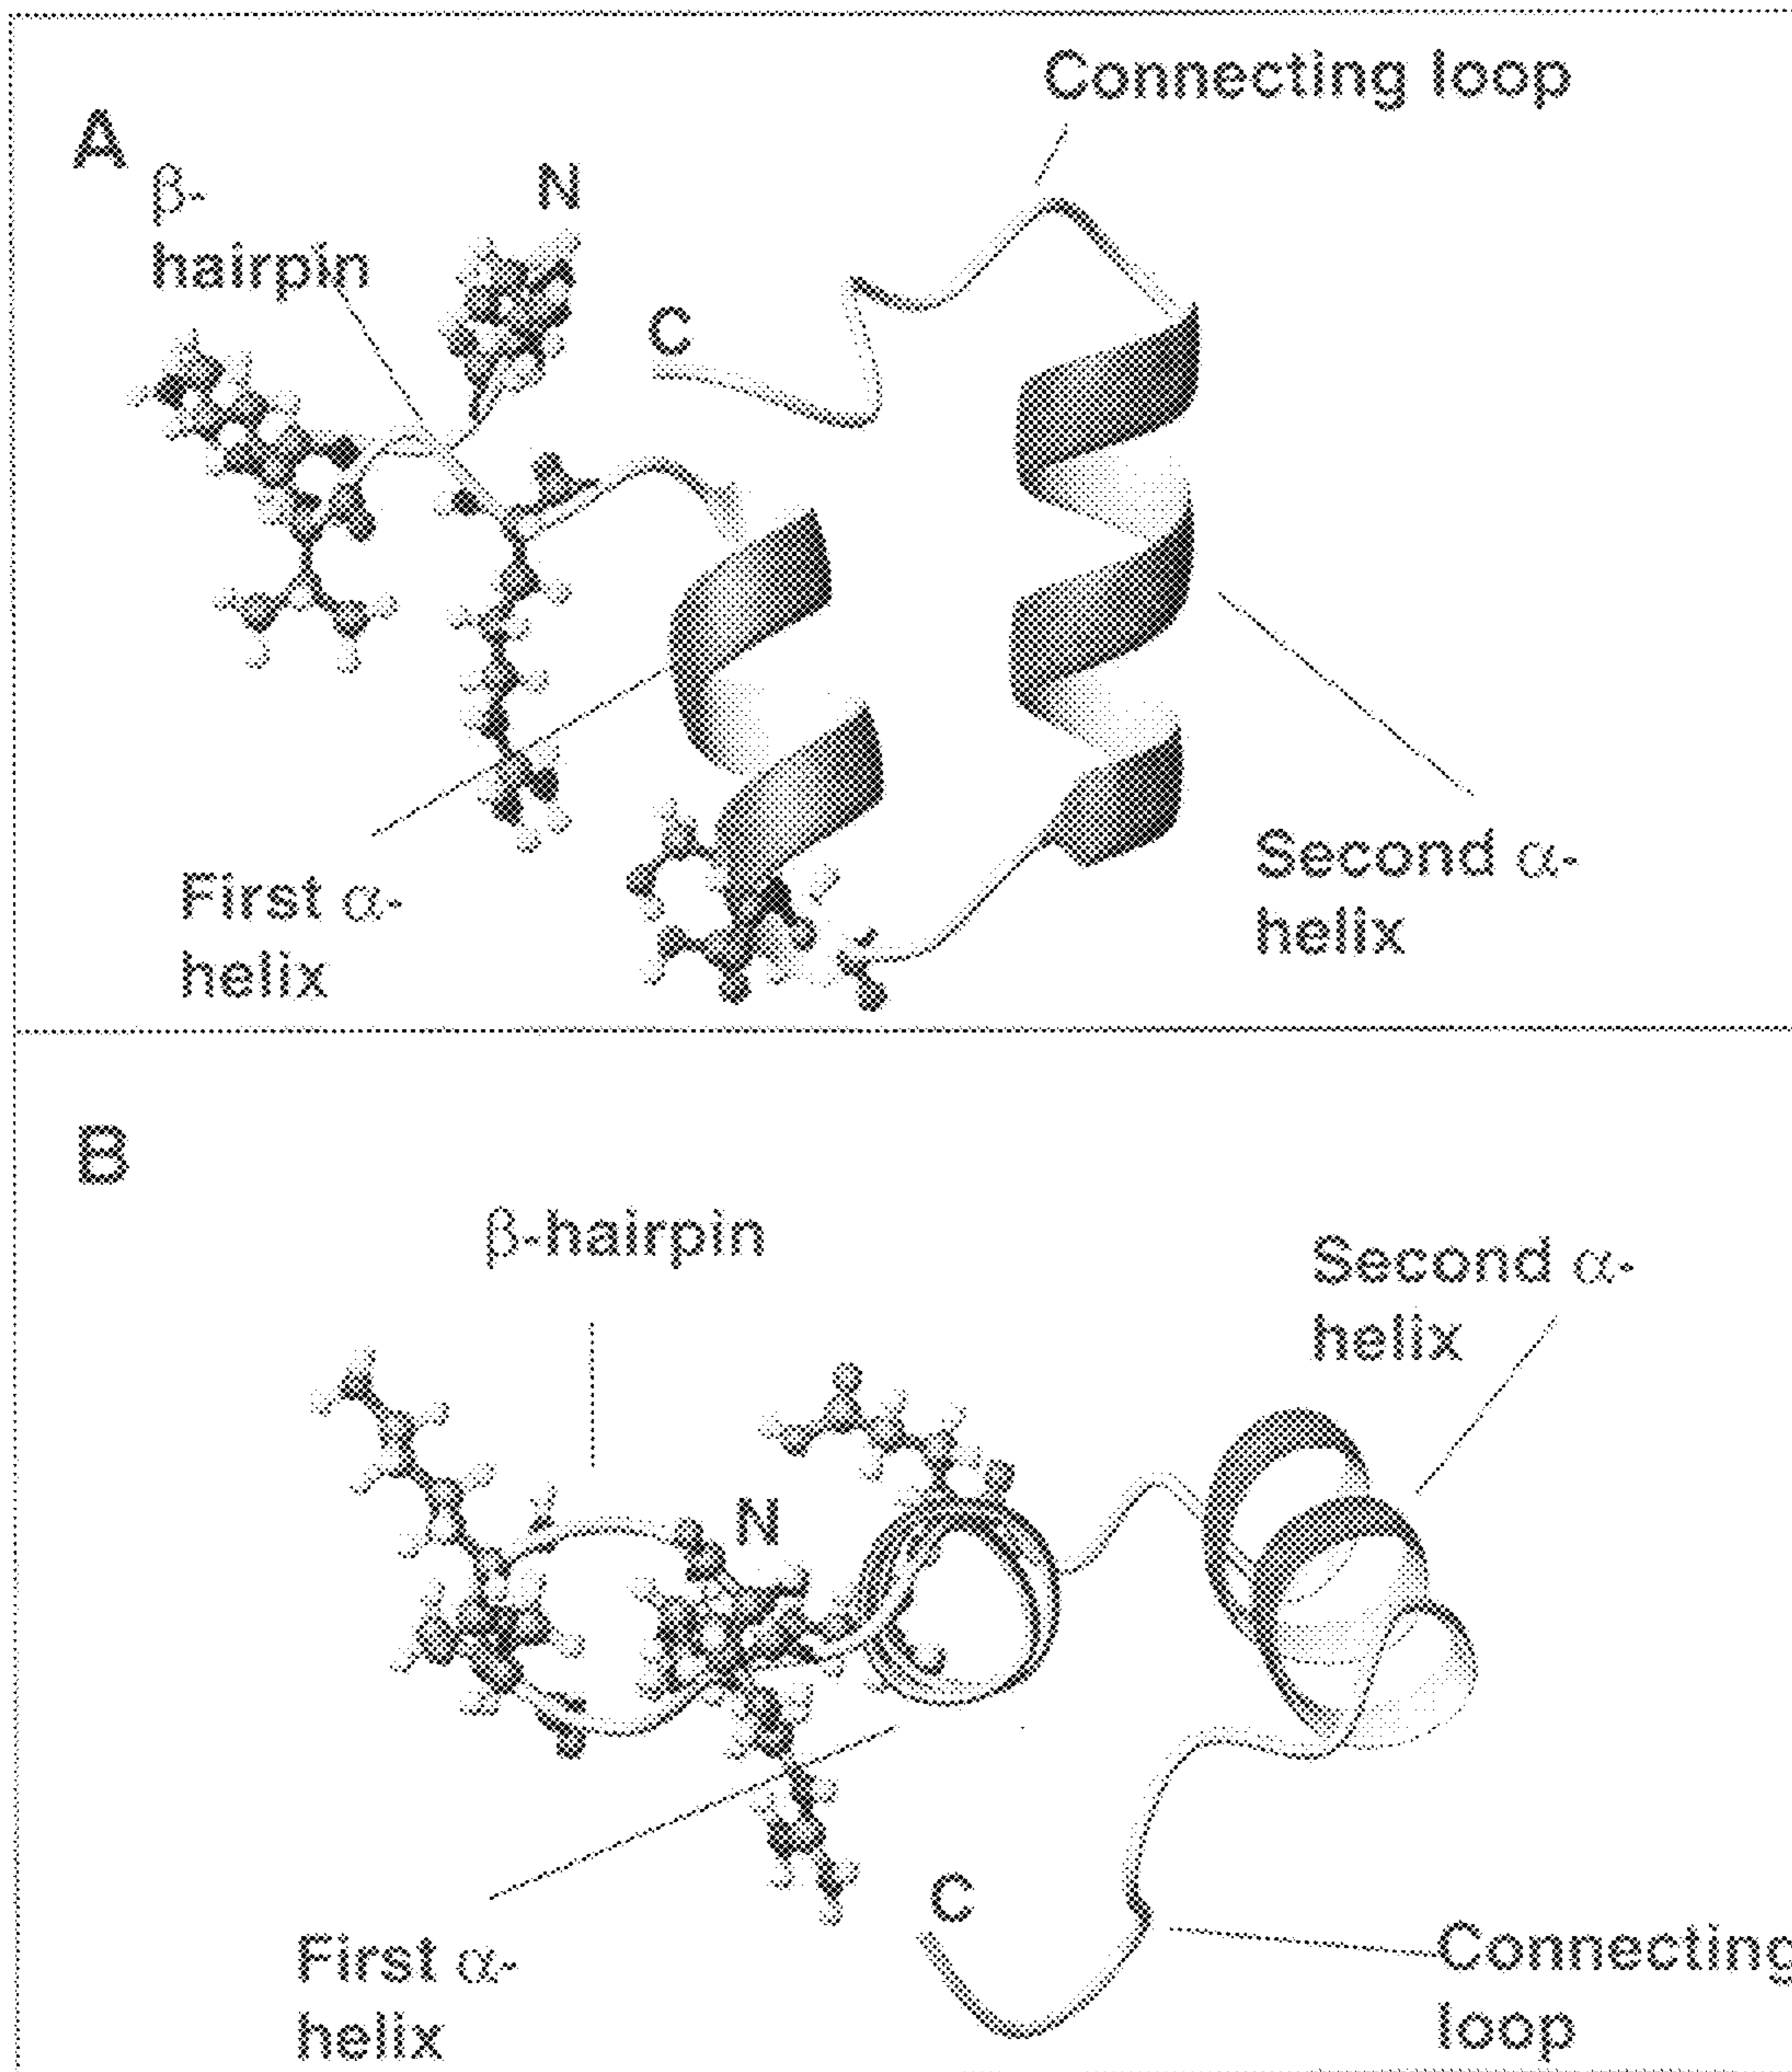 Connecting loop
A
β-
hairpin
N
C
First α-
helix
Second α-
helix
B
β-hairpin
Second α-
helix
N
C
First α-
helix
Connecting
loop